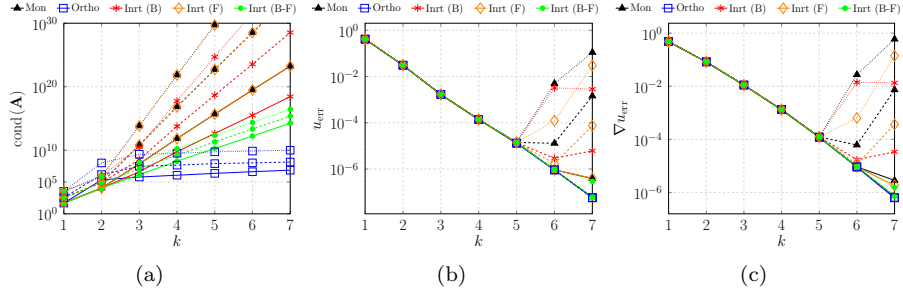 Mon Ortho Inrt (B) Inrt (F) Inrt (B-F)
10^30
10^20
10^10
10^5
10^0
cond (A)
1 2 3 4 5 6 7
k
(a)
Mon Ortho Inrt (B) Inrt (F) Inrt (B-F)
10^0
10^−2
10^−4
10^−6
u_err
1 2 3 4 5 6 7
k
(b)
Mon Ortho Inrt (B) Inrt (F) Inrt (B-F)
10^0
10^−2
10^−4
10^−6
∇u_err
1 2 3 4 5 6 7
k
(c)